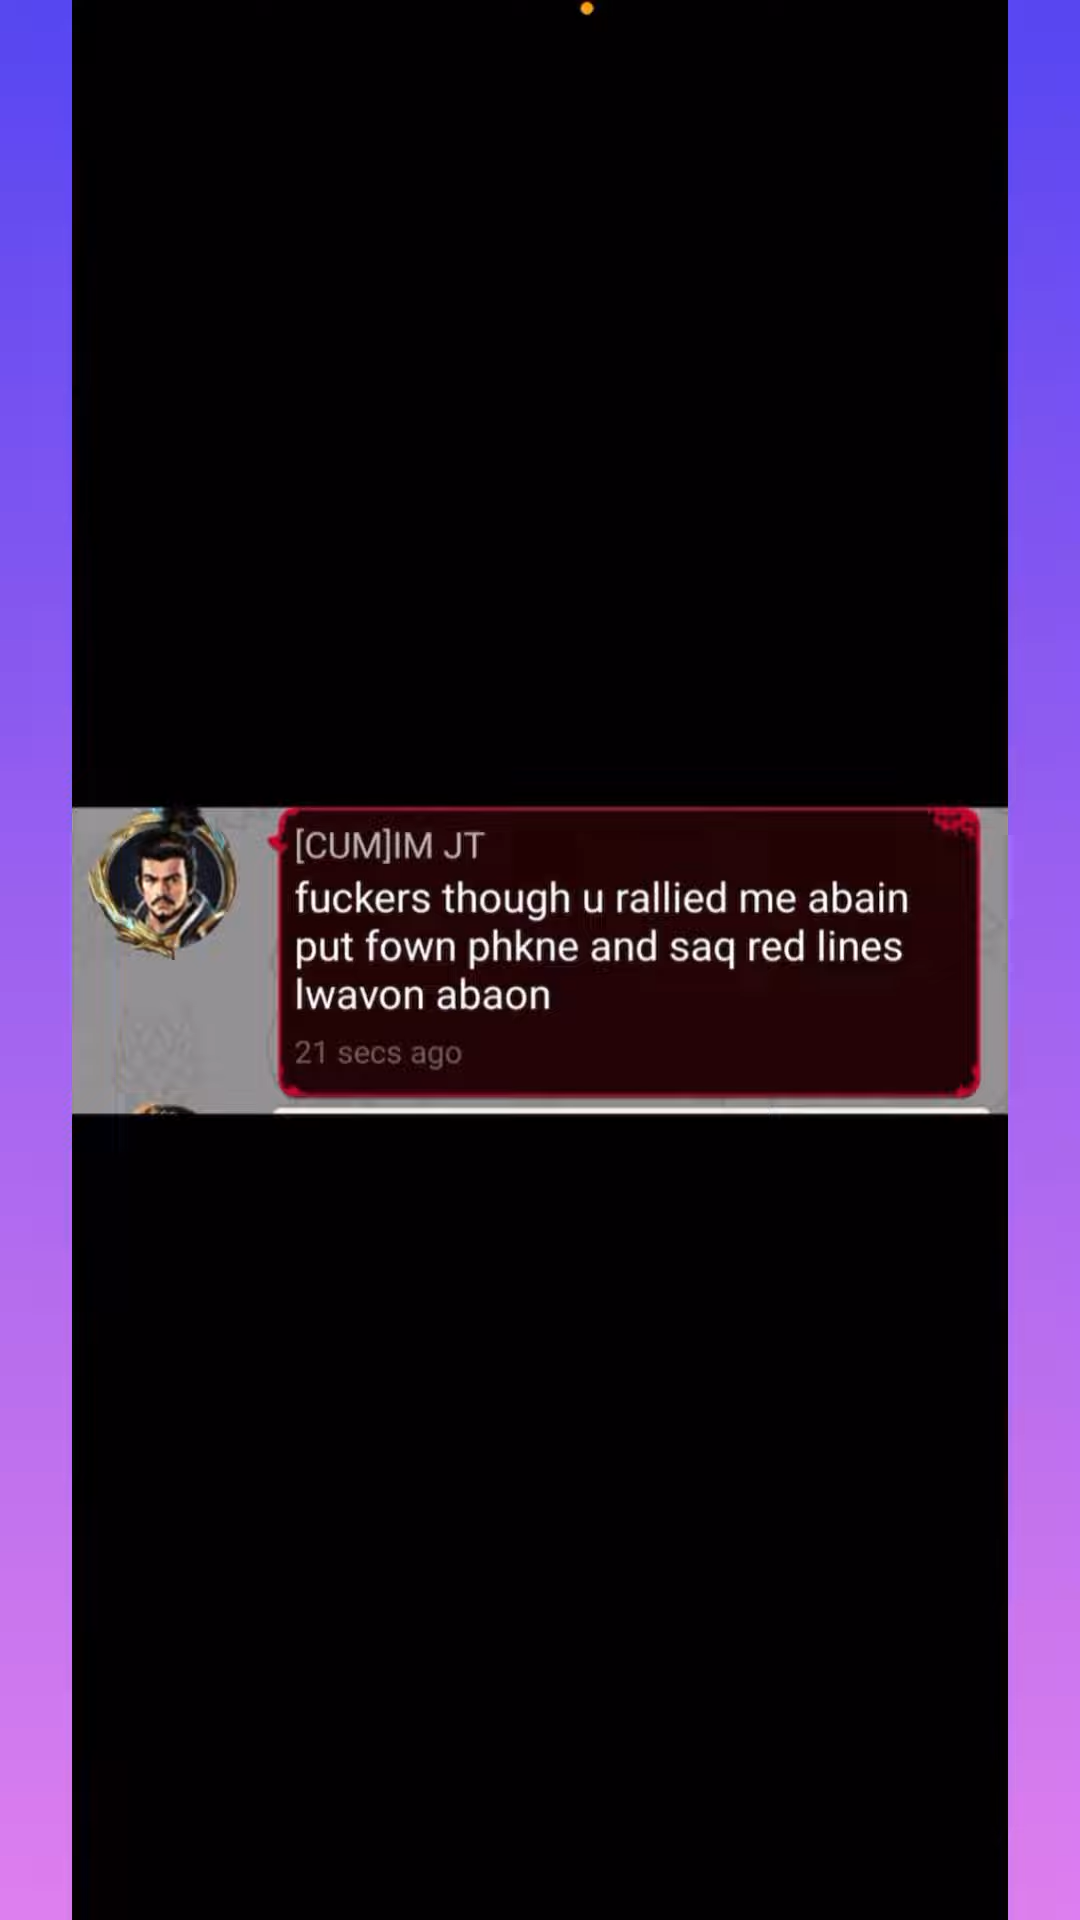 [CUM]IM JT
fuckers though u rallied me abain
put fown phkne and saq red lines
lwavon abaon
21 secs ago